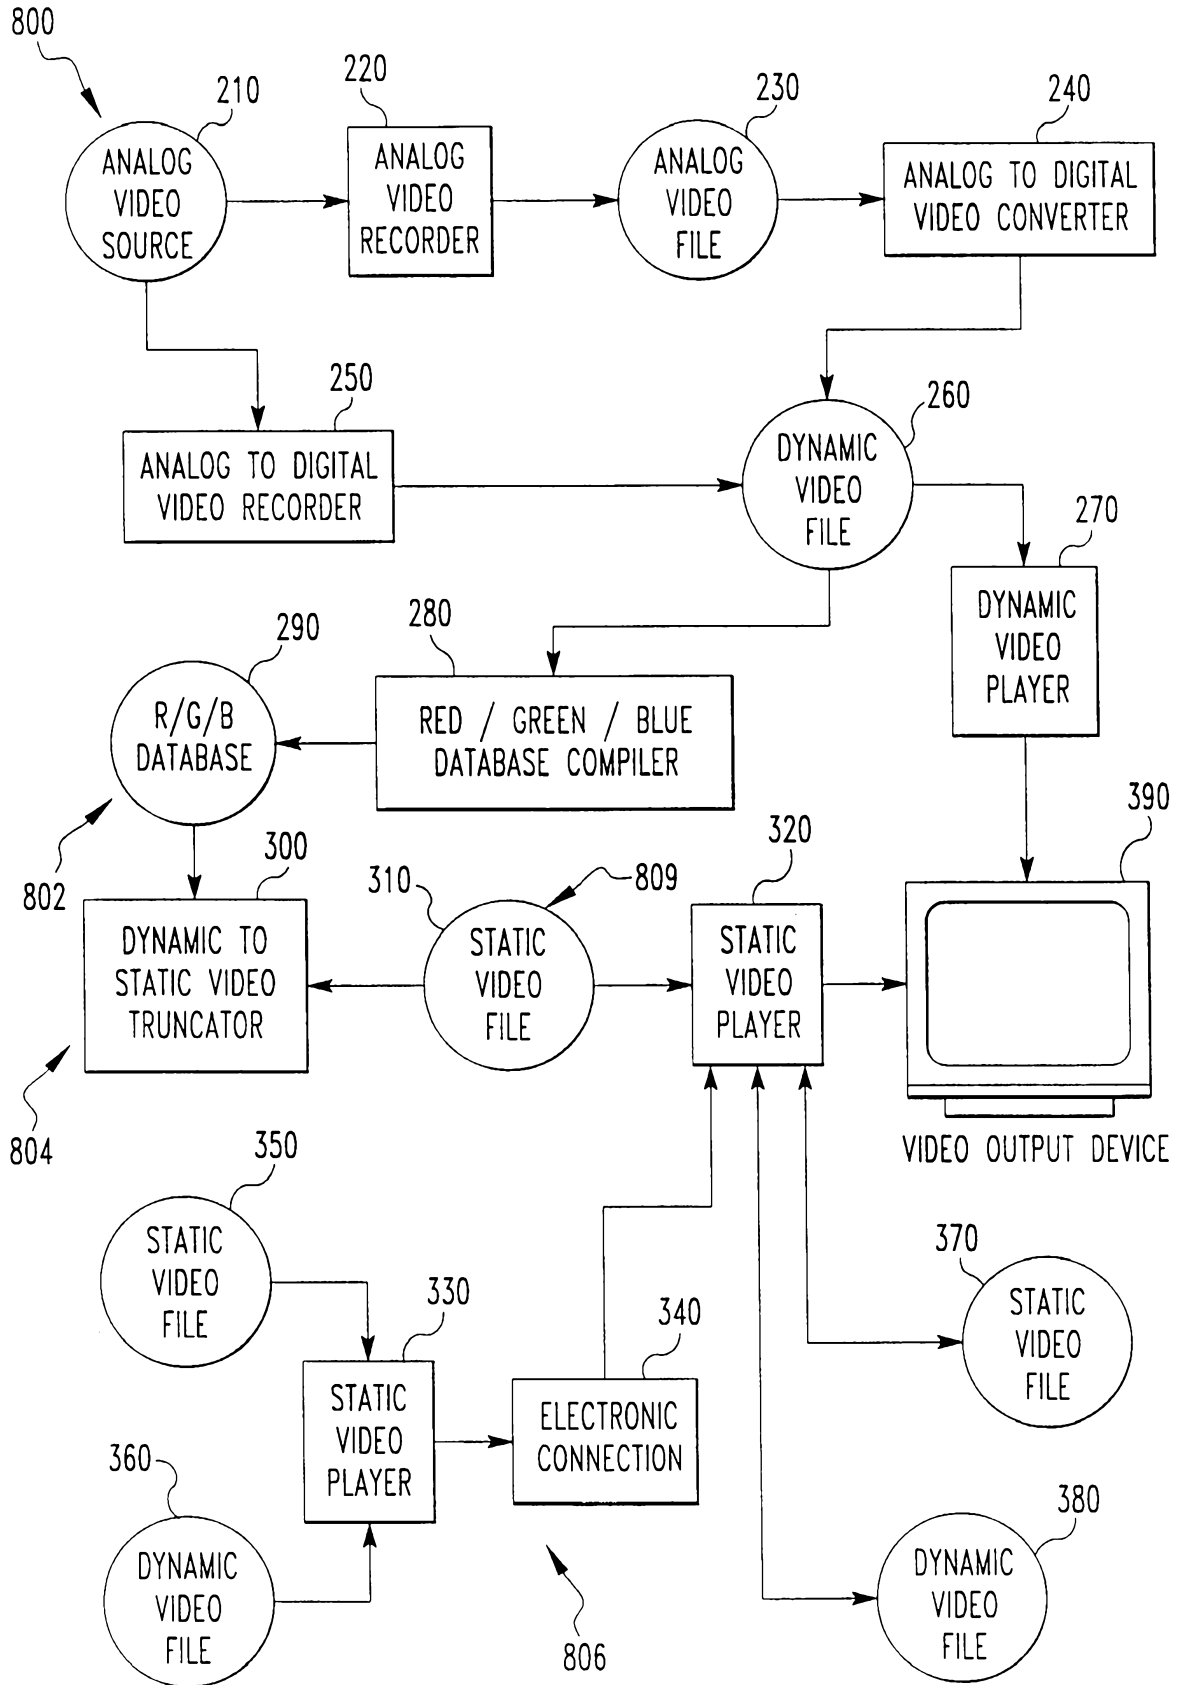 800
210
220
230
240
ANALOG
VIDEO
SOURCE
ANALOG
VIDEO
RECORDER
ANALOG
VIDEO
FILE
ANALOG TO DIGITAL
VIDEO CONVERTER
250
260
ANALOG TO DIGITAL
VIDEO RECORDER
DYNAMIC
VIDEO
FILE
270
DYNAMIC
VIDEO
PLAYER
280
290
R/G/B
DATABASE
RED / GREEN / BLUE
DATABASE COMPILER
802
300
310
809
320
390
DYNAMIC TO
STATIC VIDEO
TRUNCATOR
STATIC
VIDEO
FILE
STATIC
VIDEO
PLAYER
804
VIDEO OUTPUT DEVICE
350
STATIC
VIDEO
FILE
330
340
370
STATIC
VIDEO
FILE
STATIC
VIDEO
PLAYER
ELECTRONIC
CONNECTION
360
DYNAMIC
VIDEO
FILE
806
380
DYNAMIC
VIDEO
FILE